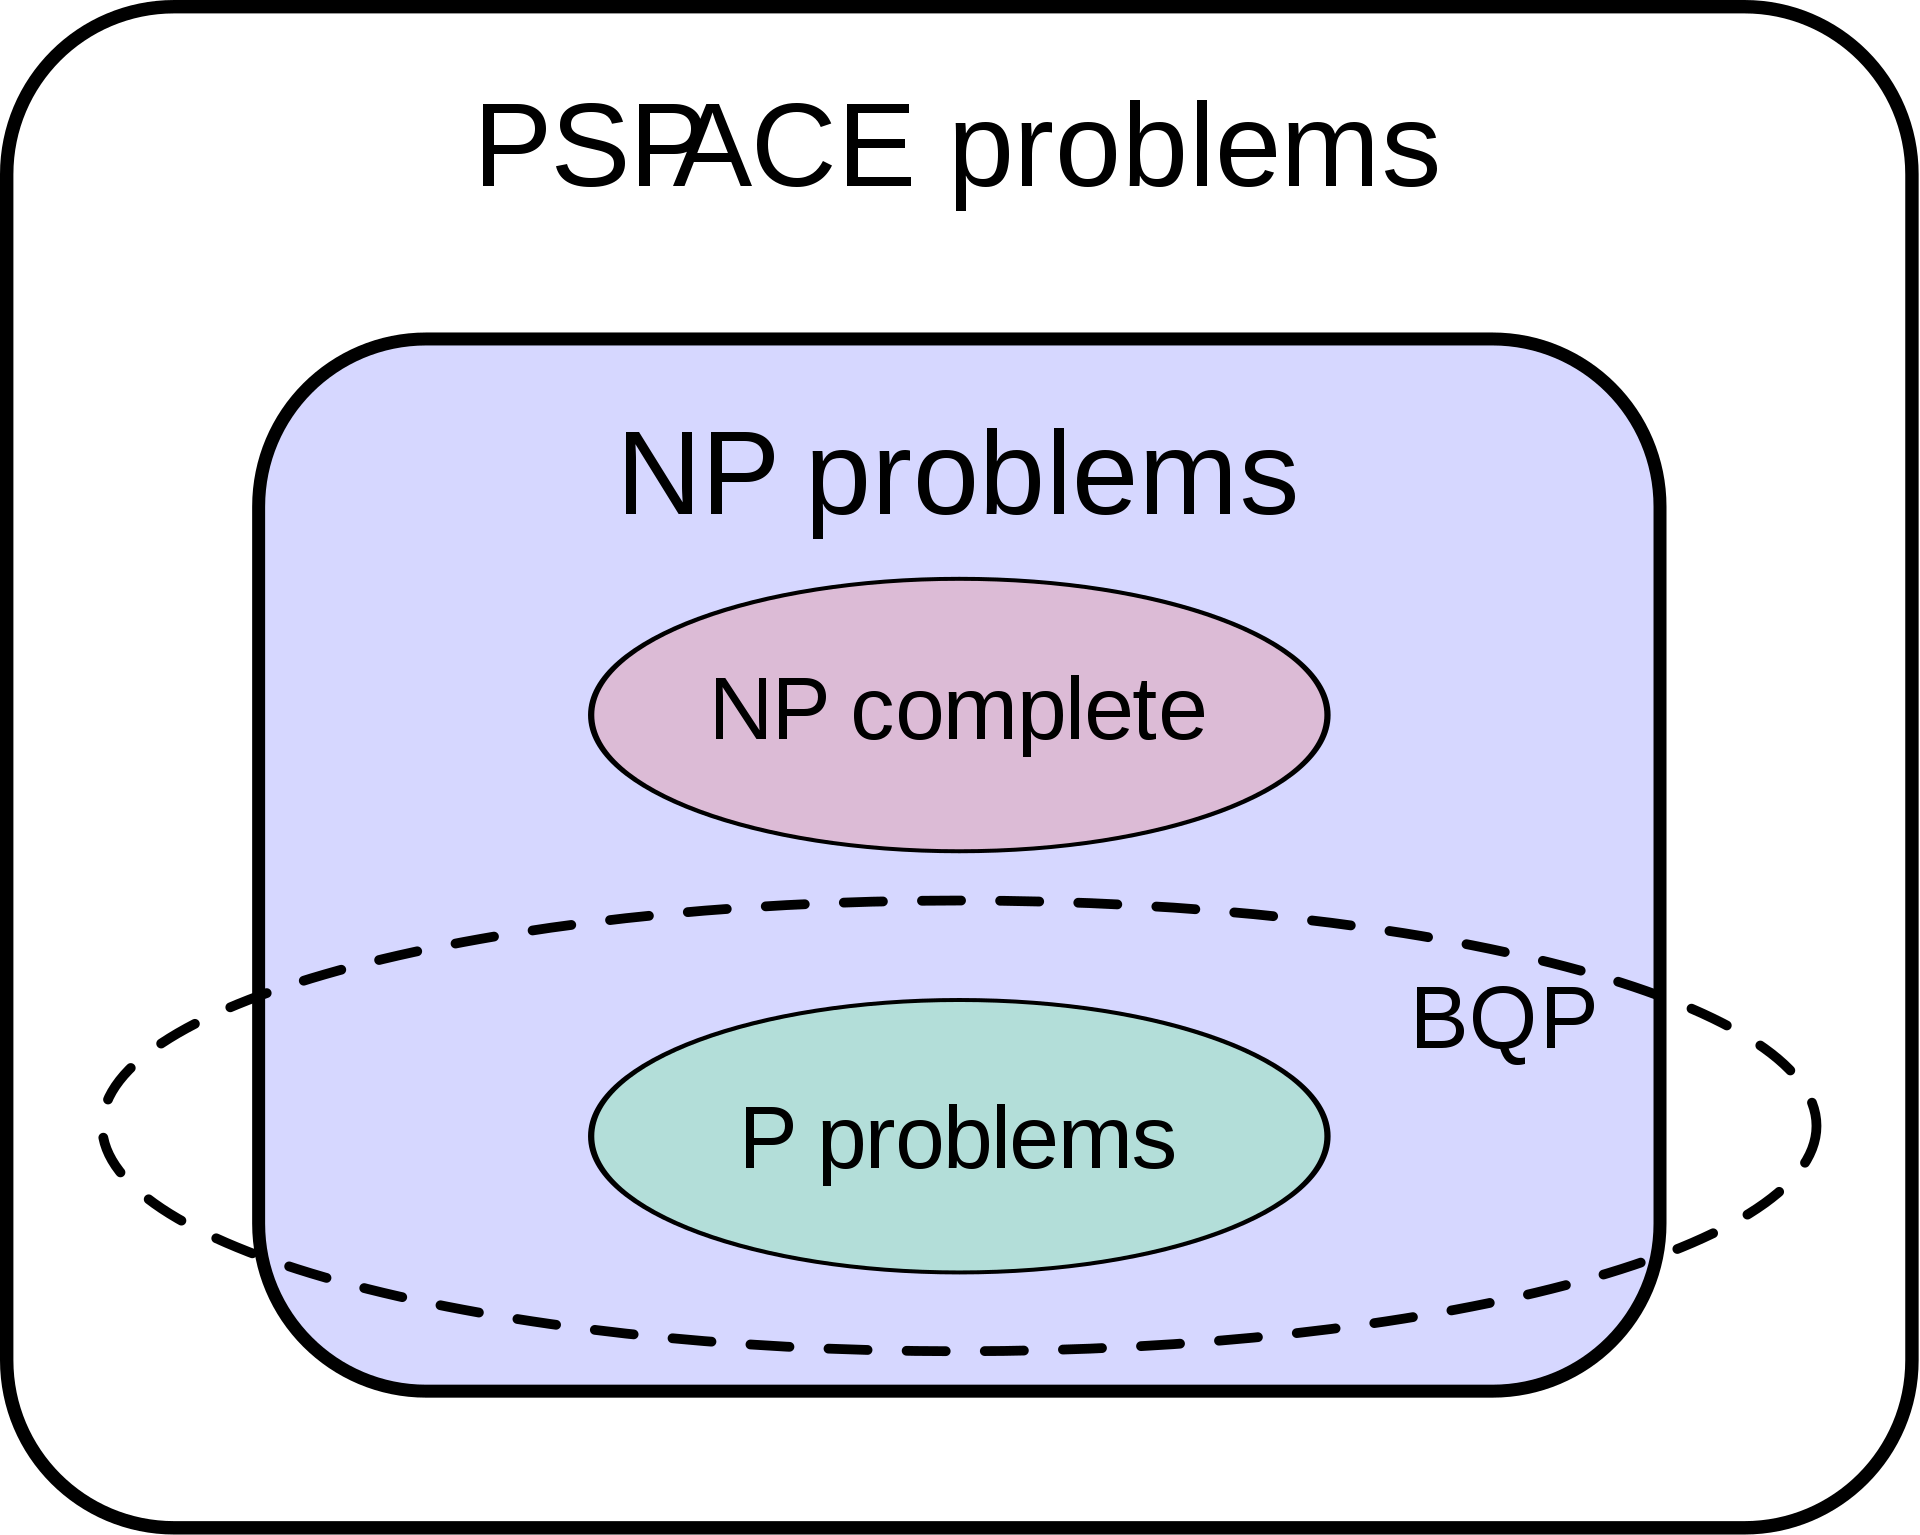 PSPACE problems
NP problems
NP complete
BQP
P problems